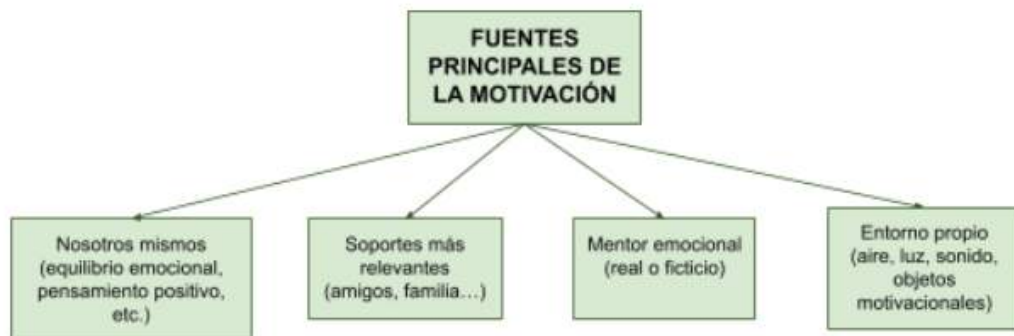 FUENTES
PRINCIPALES DE
LA MOTIVACIÓN
Nosotros mismos
(equilibrio emocional,
pensamiento positivo,
etc.)
Soportes más
relevantes
(amigos, familia…)
Mentor emocional
(real o ficticio)
Entorno propio
(aire, luz, sonido,
objetos
motivacionales)